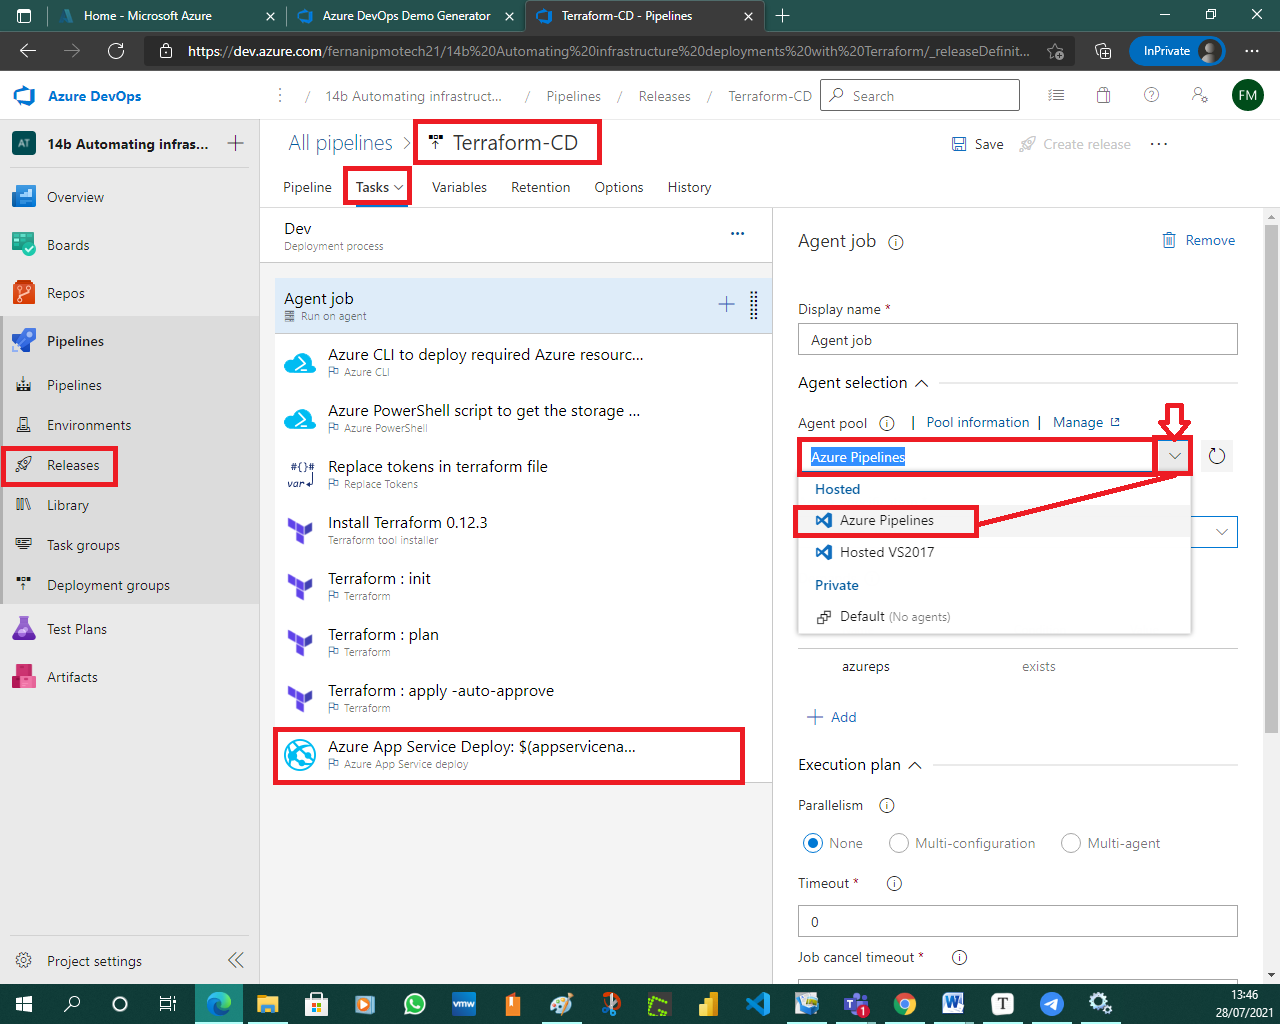 Home - Microsoft Azure
Azure DevOps Demo Generator
Terraform-CD - Pipelines
https://dev.azure.com/fernanipmotech21/14b%20Automating%20infrastructure%20deployments%20with%20Terraform/_releaseDefinit...
InPrivate
Azure DevOps
/ 14b Automating infrastruct... / Pipelines / Releases / Terraform-CD
Search
FM
AT
14b Automating infras...
Overview
Boards
Repos
Pipelines
Pipelines
Environments
Releases
Library
Task groups
Deployment groups
Test Plans
Artifacts
Project settings
All pipelines > Terraform-CD
Save
Create release
Pipeline
Tasks
Variables
Retention
Options
History
Dev
Deployment process
Agent job
Run on agent
Azure CLI to deploy required Azure resourc...
Azure CLI
Azure PowerShell script to get the storage ...
Azure PowerShell
#{}#
var
Replace tokens in terraform file
Replace Tokens
Install Terraform 0.12.3
Terraform tool installer
Terraform : init
Terraform
Terraform : plan
Terraform
Terraform : apply -auto-approve
Terraform
Azure App Service Deploy: $(appservicena...
Azure App Service deploy
Agent job
Remove
Display name *
Agent job
Agent selection
Agent pool | Pool information | Manage
Azure Pipelines
Hosted
Azure Pipelines
Hosted VS2017
Private
Default (No agents)
azureps exists
Add
Execution plan
Parallelism
None
Multi-configuration
Multi-agent
Timeout *
0
Job cancel timeout *
vmw
1
13:46
28/07/2021